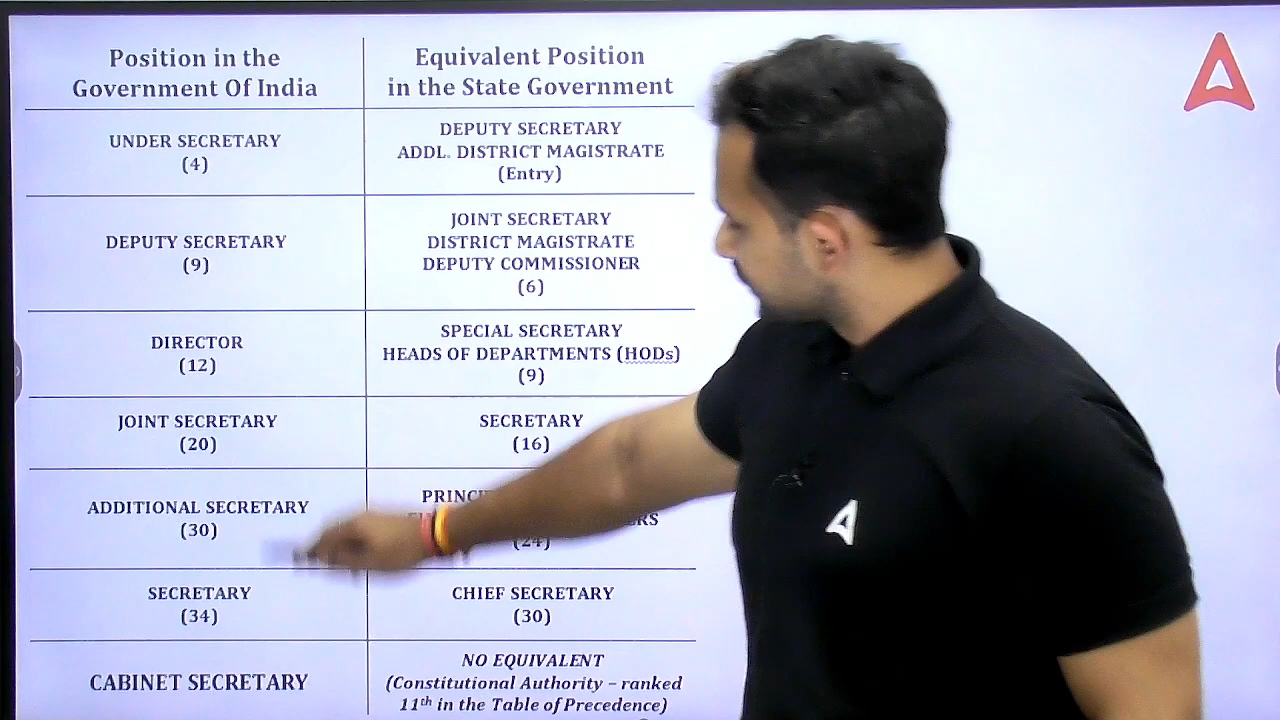 Position in the
Government Of India
Equivalent Position
in the State Government
UNDER SECRETARY
(4)
DEPUTY SECRETARY
ADDL. DISTRICT MAGISTRATE
(Entry)
DEPUTY SECRETARY
(9)
JOINT SECRETARY
DISTRICT MAGISTRATE
DEPUTY COMMISSIONER
(6)
DIRECTOR
(12)
SPECIAL SECRETARY
HEADS OF DEPARTMENTS (HODs)
(9)
JOINT SECRETARY
(20)
SECRETARY
(16)
ADDITIONAL SECRETARY
(30)
(24)
SECRETARY
(34)
CHIEF SECRETARY
(30)
CABINET SECRETARY
NO EQUIVALENT
(Constitutional Authority – ranked
11th in the Table of Precedence)